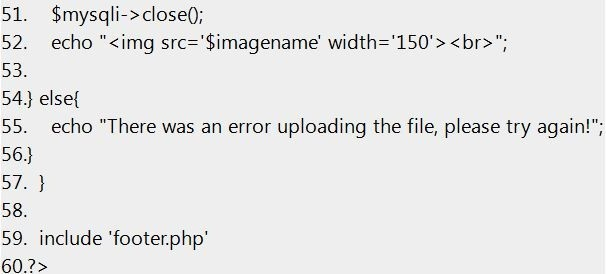 51.    $mysqli->close();
52.    echo "<img src='$imagename' width='150'><br>";
53.
54.} else{
55.    echo "There was an error uploading the file, please try again!";
56.}
57.  }
58.
59.  include 'footer.php'
60.?>